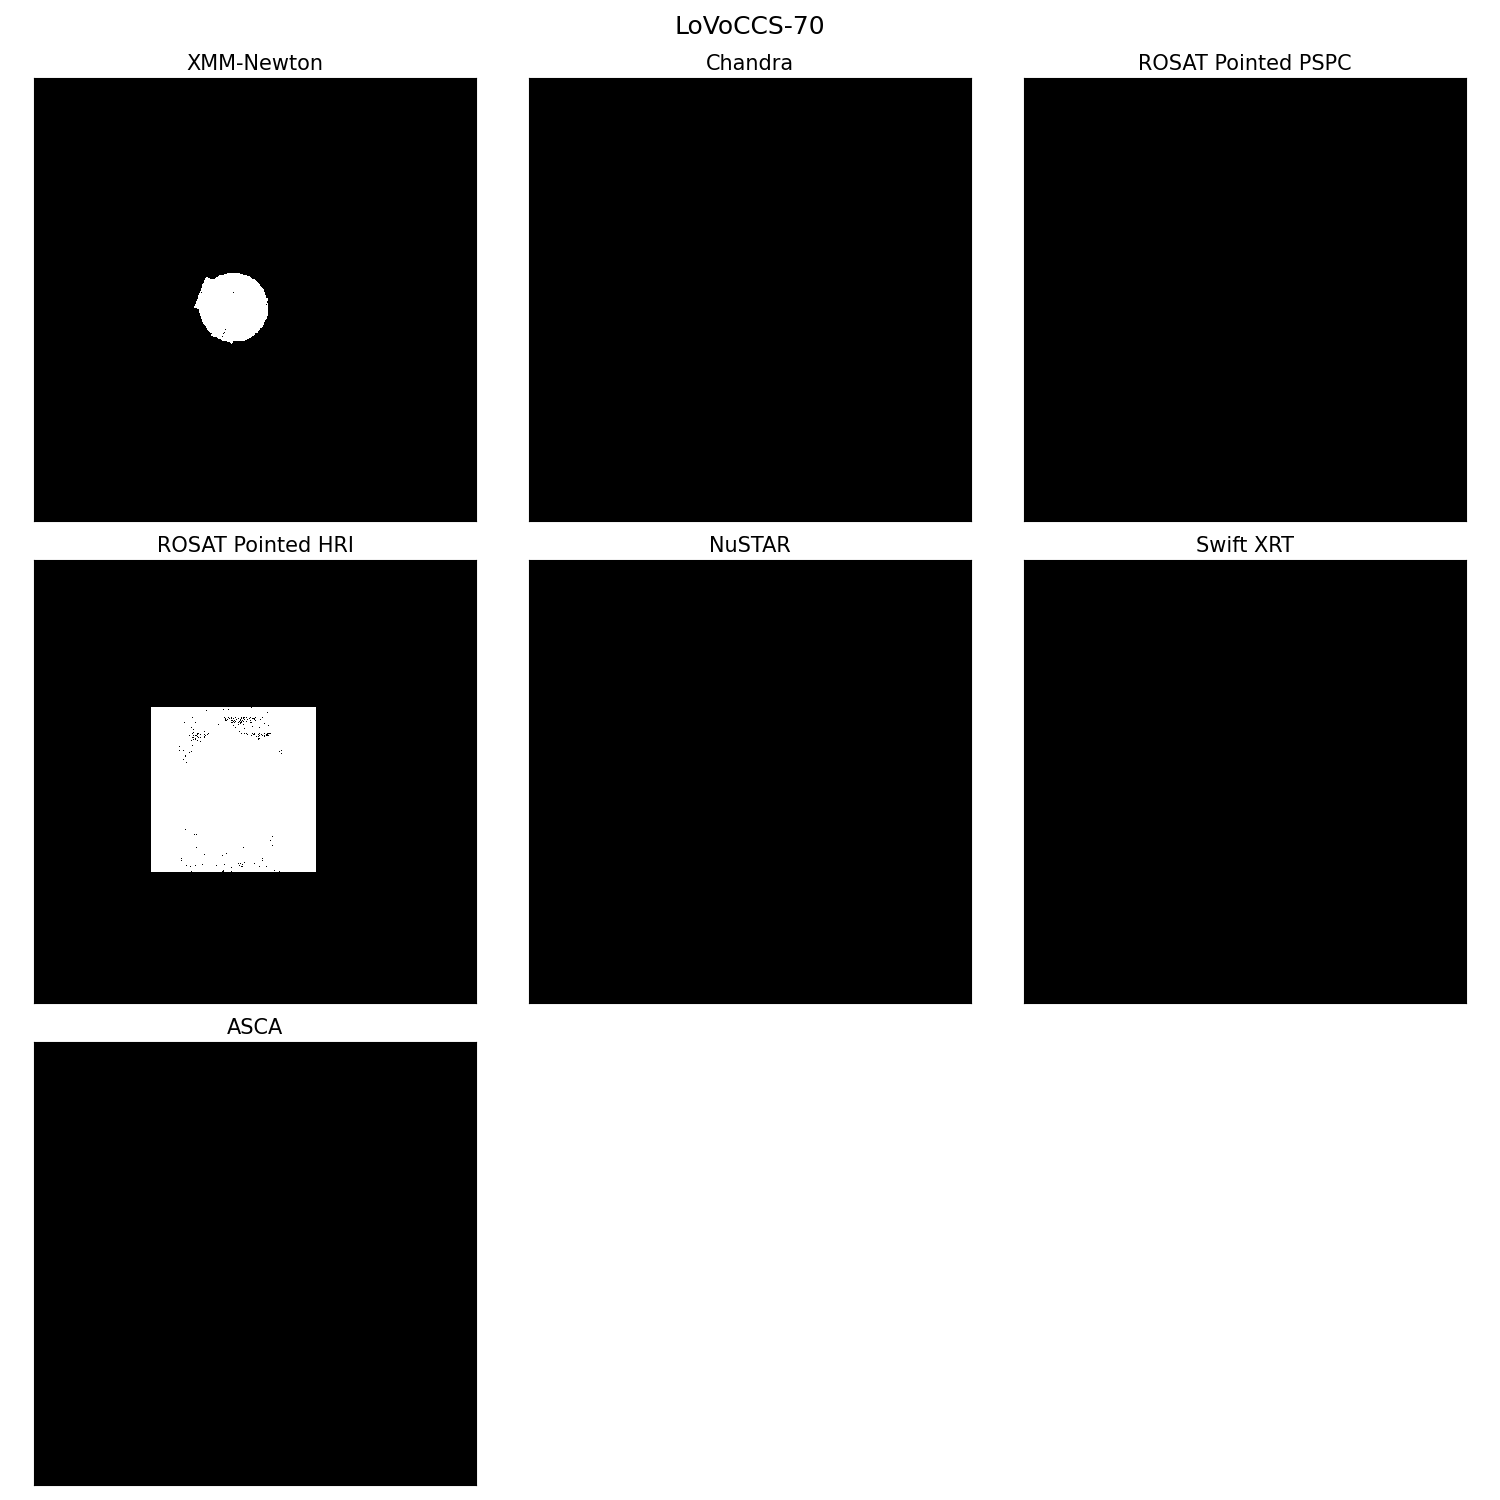 LoVoCCS-70
XMM-Newton
Chandra
ROSAT Pointed PSPC
ROSAT Pointed HRI
NuSTAR
Swift XRT
ASCA